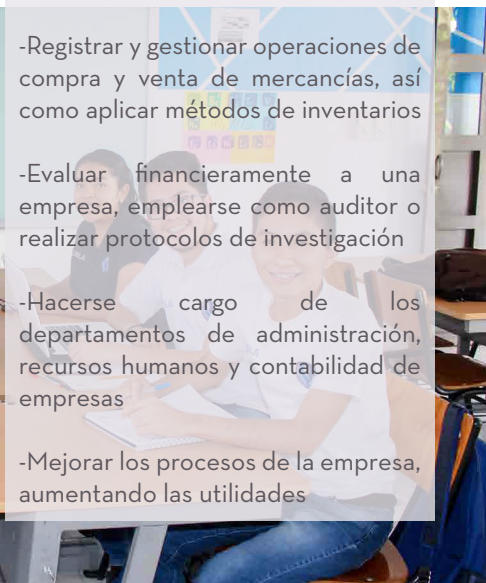 -Registrar y gestionar operaciones de
compra y venta de mercancías, así
como aplicar métodos de inventarios
-Evaluar financieramente a una
empresa, emplearse como auditor o
realizar protocolos de investigación
-Hacerse cargo de los
departamentos de administración,
recursos humanos y contabilidad de
empresas
-Mejorar los procesos de la empresa,
aumentando las utilidades